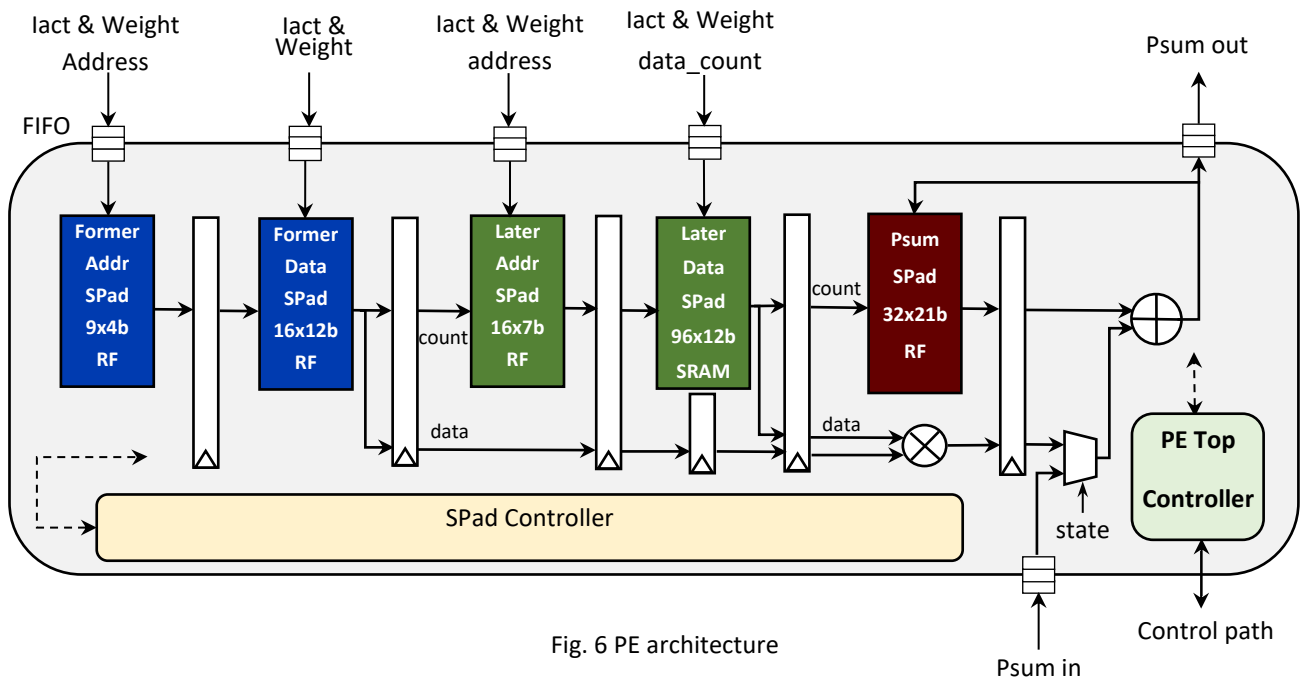 Iact & Weight
Address
Iact &
Weight
Iact & Weight
address
Iact & Weight
data_count
Psum out
FIFO
Former
Addr
SPad
9x4b
RF
Former
Data
SPad
16x12b
RF
count
data
Later
Addr
SPad
16x7b
RF
Later
Data
SPad
96x12b
SRAM
count
data
Psum
SPad
32x21b
RF
PE Top
Controller
SPad Controller
state
Control path
Psum in
Fig. 6 PE architecture